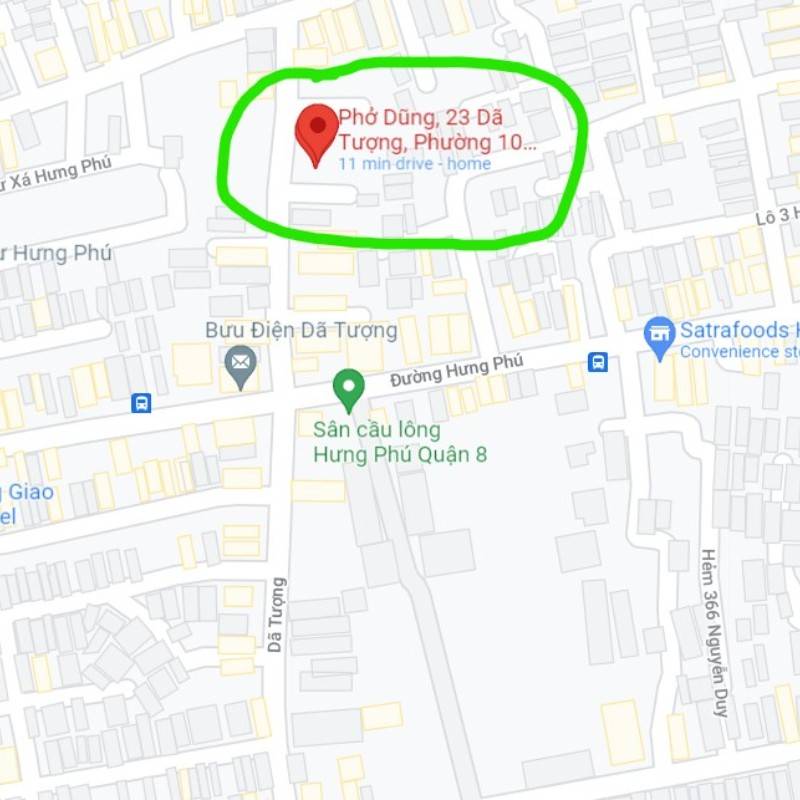 Phở Dũng, 23 Dã
Tượng, Phường 10...
11 min drive - home
Xá Hưng Phú
Lô 3
Hưng Phú
Bưu Điện Dã Tượng
Satrafoods
Convenience
Đường Hưng Phú
Sân cầu lông
Hưng Phú Quận 8
Giao
Dã Tượng
Hẻm 366 Nguyễn Duy